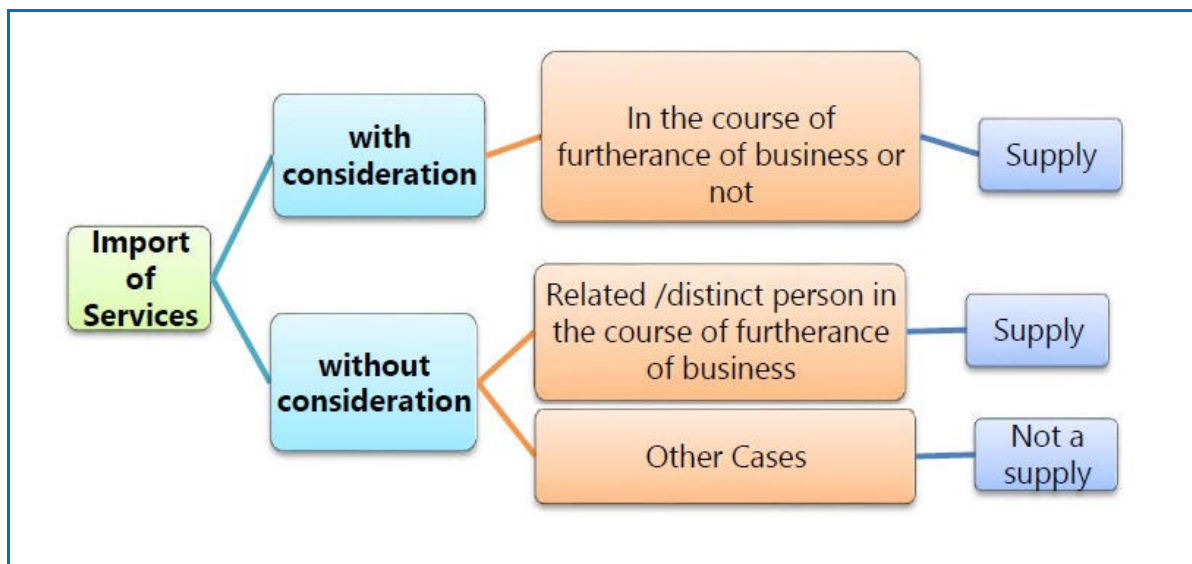 Import
of
Services
with
consideration
In the course of
furtherance of business or
not
Supply
without
consideration
Related /distinct person in
the course of furtherance
of business
Supply
Other Cases
Not a
supply